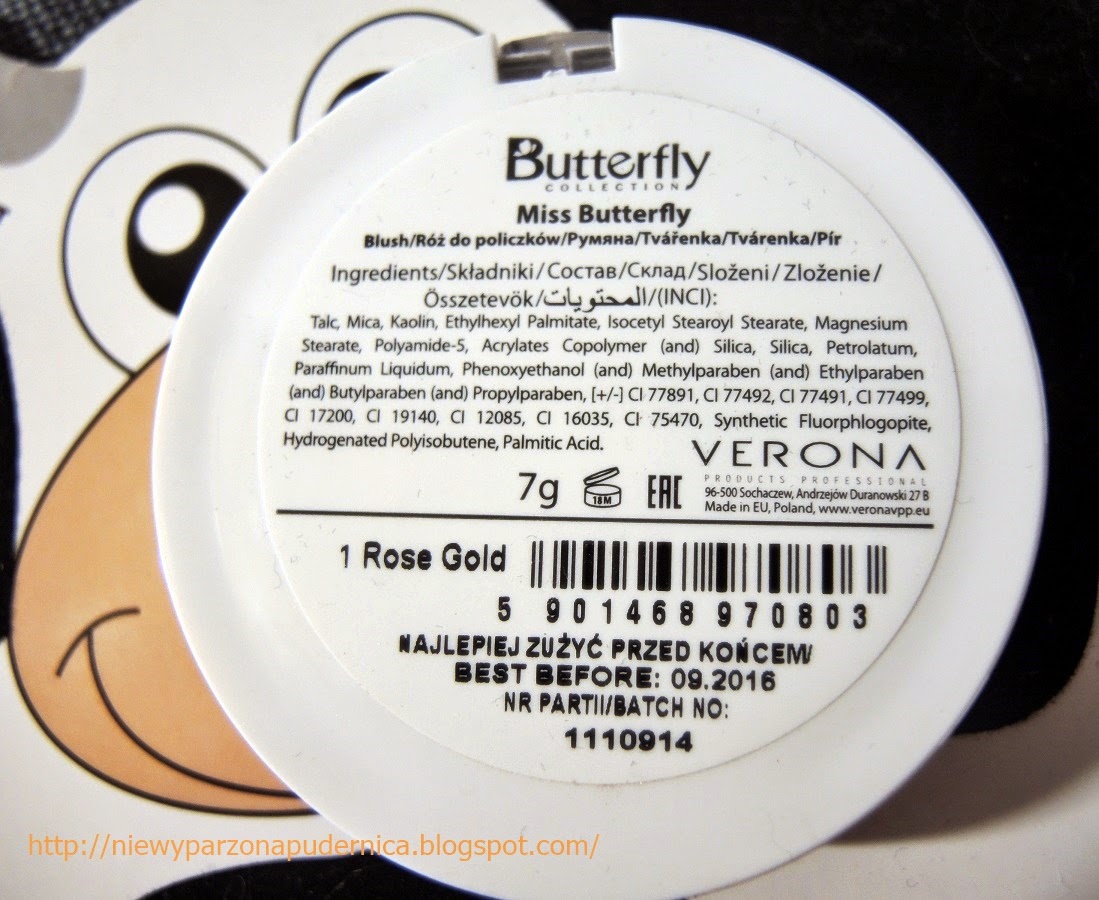 Butterfly
COLLECTION
Miss Butterfly
Blush/Róż do policzków/Румяна/Tvářenka/Tvárenka/Pír
Ingredients/Składniki/Состав/Склад/Složeni/Zloženie/
Összetevök/المحتويات/(INCI):
Talc, Mica, Kaolin, Ethylhexyl Palmitate, Isocetyl Stearoyl Stearate, Magnesium
Stearate, Polyamide-5, Acrylates Copolymer (and) Silica, Silica, Petrolatum,
Paraffinum Liquidum, Phenoxyethanol (and) Methylparaben (and) Ethylparaben
(and) Butylparaben (and) Propylparaben, [+/-] CI 77891, CI 77492, CI 77491, CI 77499,
CI 17200, CI 19140, CI 12085, CI 16035, CI 75470, Synthetic Fluorphlogopite,
Hydrogenated Polyisobutene, Palmitic Acid.
VERONA
PRODUCTS PROFESSIONAL
7g
18M
EAC
96-500 Sochaczew, Andrzejów Duranowski 27 B
Made in EU, Poland, www.veronavpp.eu
1 Rose Gold
5 901468 970803
NAJLEPIEJ ZUŻYĆ PRZED KOŃCEM/
BEST BEFORE: 09.2016
NR PARTII/BATCH NO:
1110914
http://niewyparzonapudernica.blogspot.com/